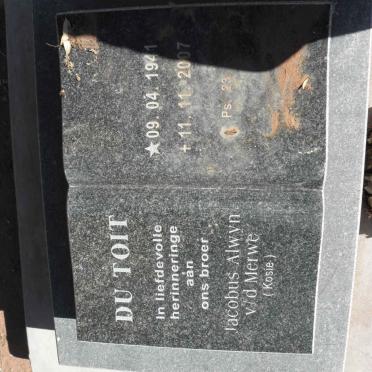 DU TOIT
In liefdevolle
herinneringe
aan
ons broer
Jacobus Alwyn
v/d Merwe
(Kosie.)
★09. 04. 1941
+11. 11. 2007
Ps. 23